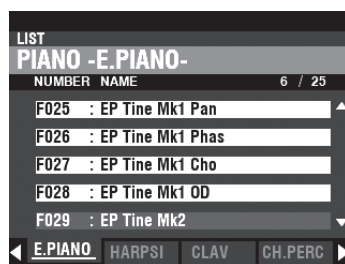 LIST
PIANO -E.PIANO-
NUMBER NAME 6 / 25
F025 : EP Tine Mk1 Pan
F026 : EP Tine Mk1 Phas
F027 : EP Tine Mk1 Cho
F028 : EP Tine Mk1 OD
F029 : EP Tine Mk2
E.PIANO HARPSI CLAV CH.PERC